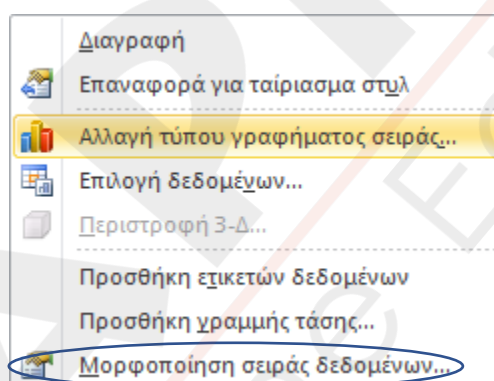 Διαγραφή
Επαναφορά για ταίριασμα στυλ
Αλλαγή τύπου γραφήματος σειράς...
Επιλογή δεδομένων...
Περιστροφή 3-Δ...
Προσθήκη ετικετών δεδομένων
Προσθήκη γραμμής τάσης...
Μορφοποίηση σειράς δεδομένων...